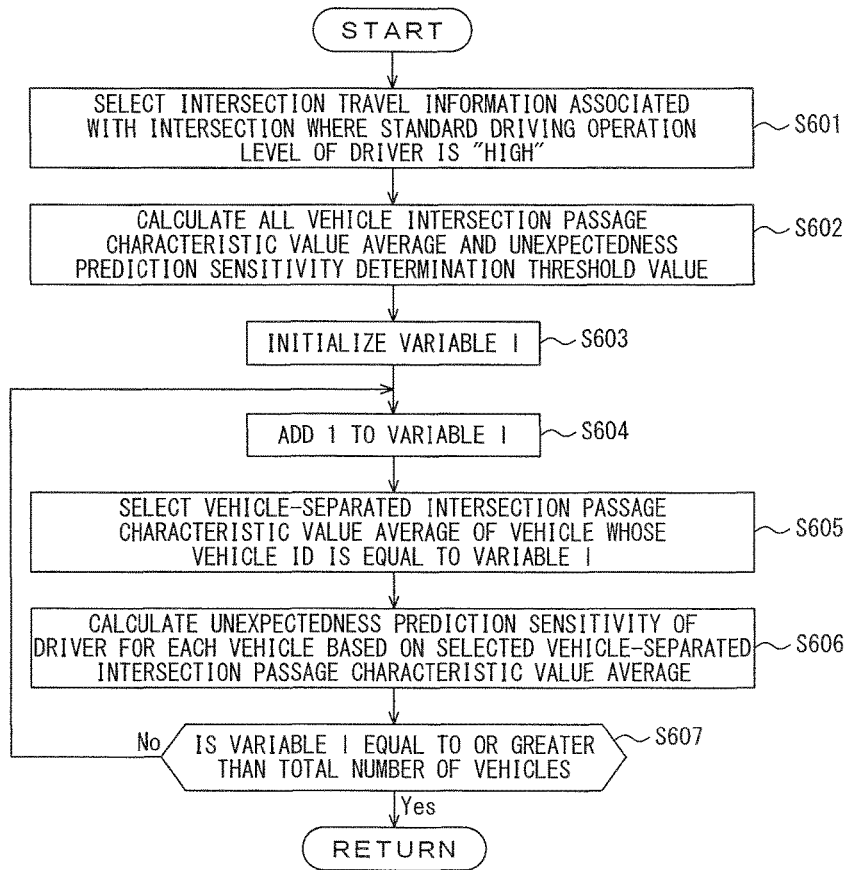 START
SELECT INTERSECTION TRAVEL INFORMATION ASSOCIATED
WITH INTERSECTION WHERE STANDARD DRIVING OPERATION
LEVEL OF DRIVER IS "HIGH"
S601
CALCULATE ALL VEHICLE INTERSECTION PASSAGE
CHARACTERISTIC VALUE AVERAGE AND UNEXPECTEDNESS
PREDICTION SENSITIVITY DETERMINATION THRESHOLD VALUE
S602
INITIALIZE VARIABLE I
S603
ADD 1 TO VARIABLE I
S604
SELECT VEHICLE-SEPARATED INTERSECTION PASSAGE
CHARACTERISTIC VALUE AVERAGE OF VEHICLE WHOSE
VEHICLE ID IS EQUAL TO VARIABLE I
S605
CALCULATE UNEXPECTEDNESS PREDICTION SENSITIVITY OF
DRIVER FOR EACH VEHICLE BASED ON SELECTED VEHICLE-SEPARATED
INTERSECTION PASSAGE CHARACTERISTIC VALUE AVERAGE
S606
No
IS VARIABLE I EQUAL TO OR GREATER
THAN TOTAL NUMBER OF VEHICLES
S607
Yes
RETURN